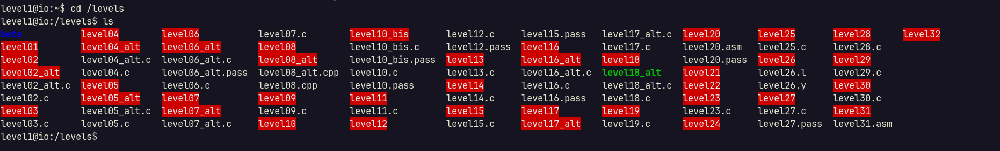 level1@io:~$ cd /levels
level1@io:/levels$ ls
beta level04 level06 level07.c level10_bis level12.c level15.pass level17_alt.c level20 level25 level28 level32
level01 level04_alt level06_alt level08 level10_bis.c level12.pass level16 level17.c level20.asm level25.c level28.c
level02 level04_alt.c level06_alt.c level08_alt level10_bis.pass level13 level16_alt level18 level20.pass level26 level29
level02_alt level04.c level06_alt.pass level08_alt.cpp level10.c level13.c level16_alt.c level18_alt level21 level26.l level29.c
level02_alt.c level05 level06.c level08.cpp level10.pass level14 level16.c level18_alt.c level22 level26.y level30
level02.c level05_alt level07 level09 level11 level14.c level16.pass level18.c level23 level27 level30.c
level03 level05_alt.c level07_alt level09.c level11.c level15 level17 level19 level23.c level27.c level31
level03.c level05.c level07_alt.c level10 level12 level15.c level17_alt level19.c level24 level27.pass level31.asm
level1@io:/levels$